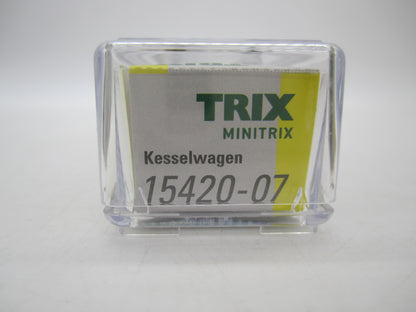 TRIX
MINITRIX
Kesselwagen
15420-07